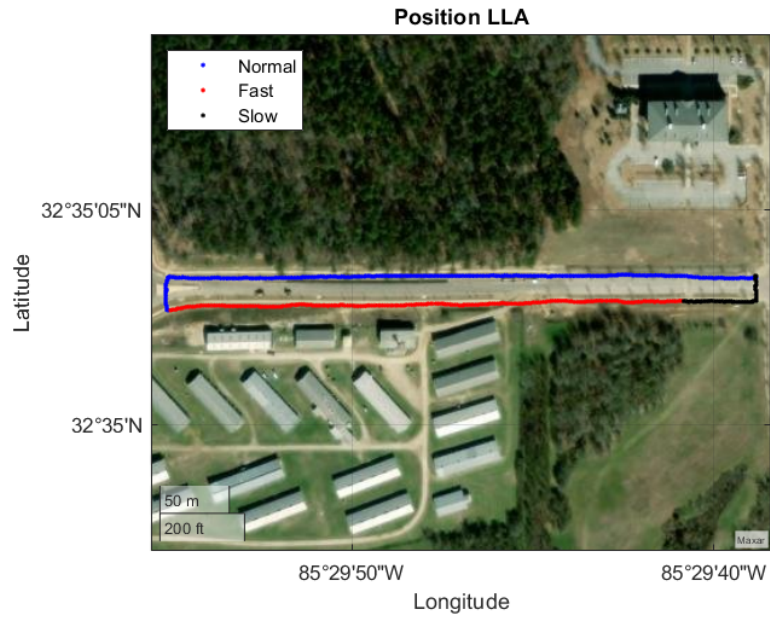 Position LLA
Normal
Fast
Slow
32°35'05"N
Latitude
32°35'N
50 m
200 ft
Maxar
85°29'50"W
85°29'40"W
Longitude